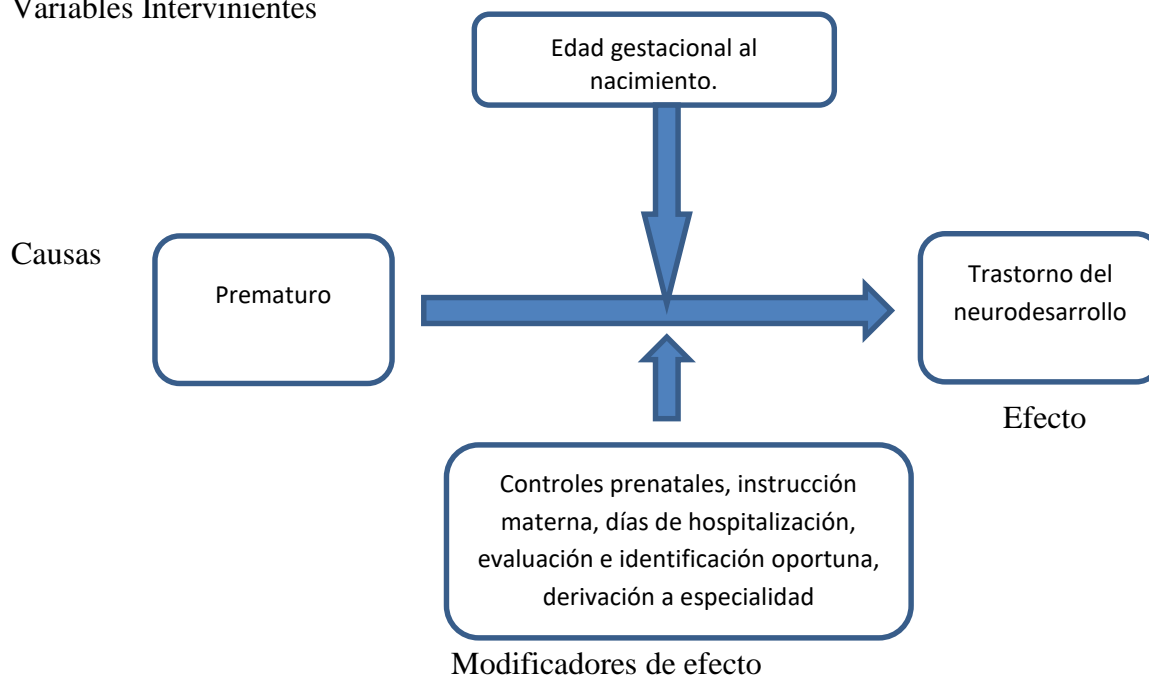 Variables Intervinientes
Edad gestacional al
nacimiento.
Causas
Prematuro
Trastorno del
neurodesarrollo
Efecto
Controles prenatales, instrucción
materna, días de hospitalización,
evaluación e identificación oportuna,
derivación a especialidad
Modificadores de efecto